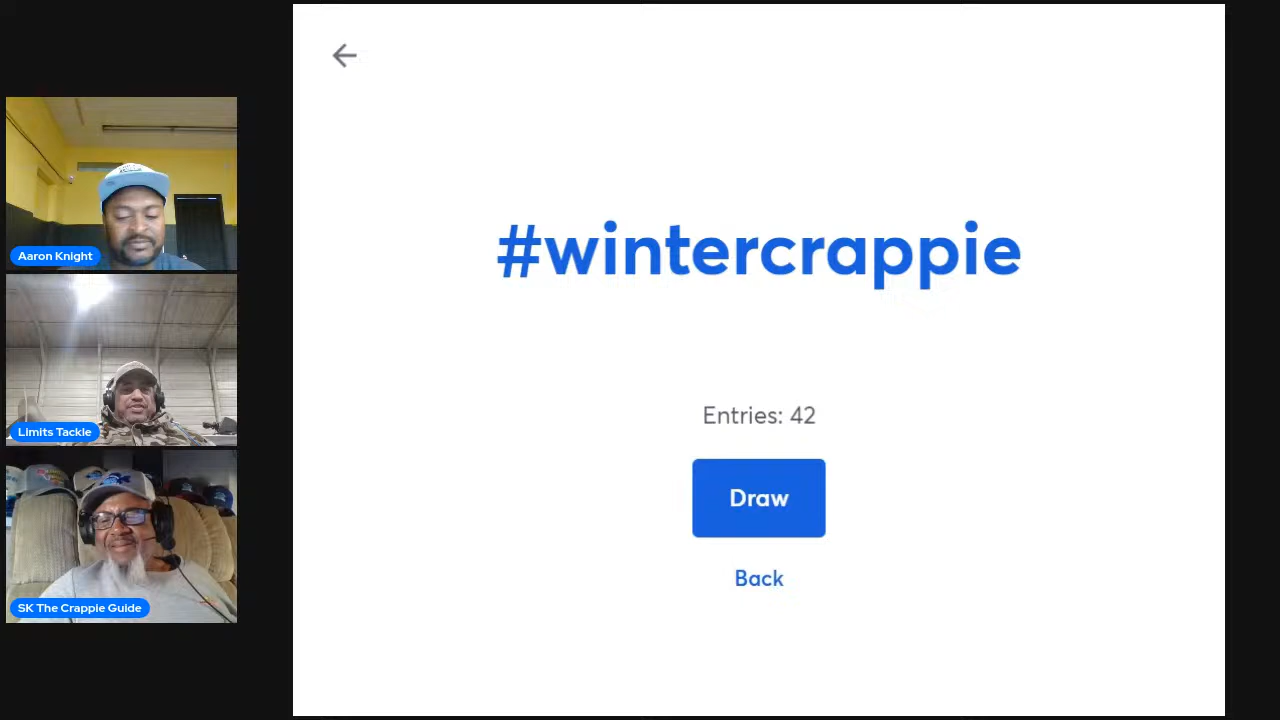 #wintercrappie
Entries: 42
Draw
Back
Aaron Knight
Limits Tackle
SK The Crappie Guide